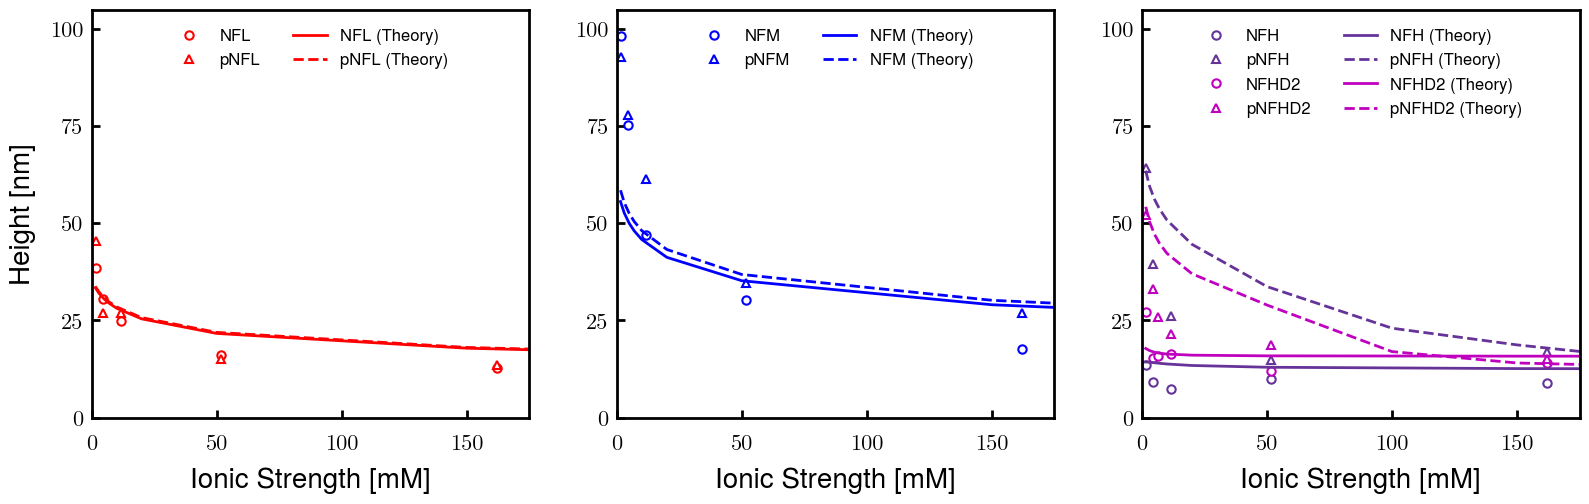 Height [nm]
100
75
50
25
0
0
50
100
150
Ionic Strength [mM]
NFL
pNFL
NFL (Theory)
pNFL (Theory)
100
75
50
25
0
0
50
100
150
Ionic Strength [mM]
NFM
pNFM
NFM (Theory)
NFM (Theory)
100
75
50
25
0
0
50
100
150
Ionic Strength [mM]
NFH
pNFH
NFHD2
pNFHD2
NFH (Theory)
pNFH (Theory)
NFHD2 (Theory)
pNFHD2 (Theory)